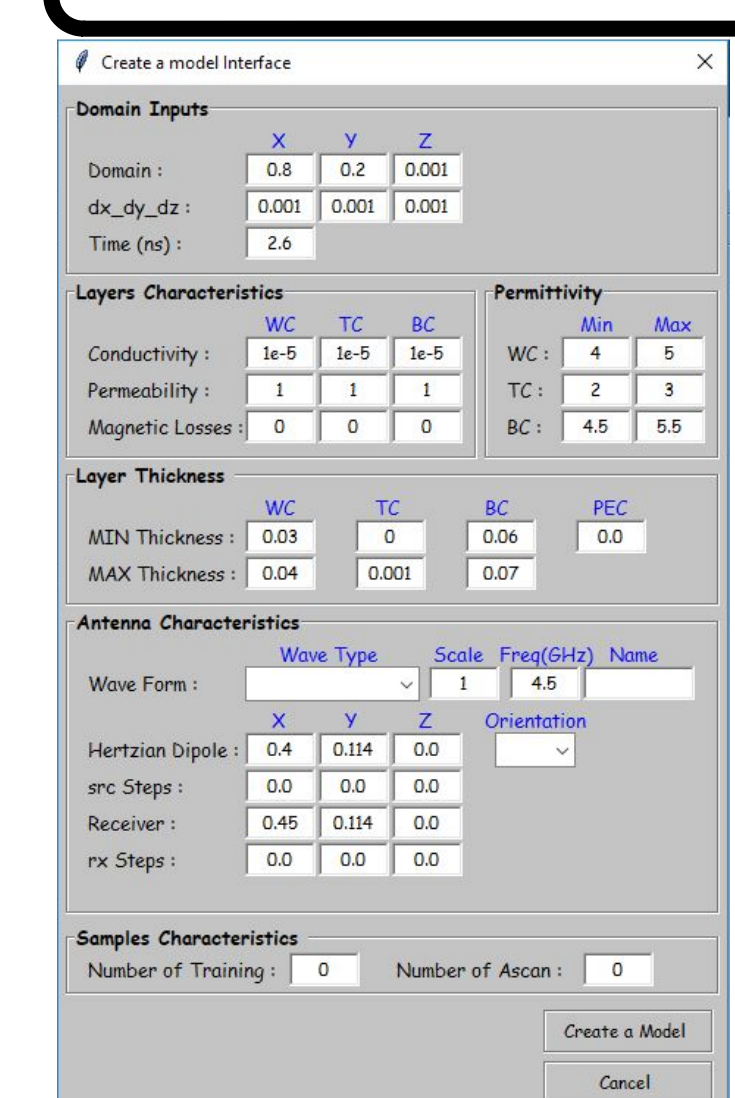 Create a model Interface
Domain Inputs
X Y Z
Domain : 0.8 0.2 0.001
dx_dy_dz : 0.001 0.001 0.001
Time (ns) : 2.6
Layers Characteristics
WC TC BC
Conductivity : 1e-5 1e-5 1e-5
Permeability : 1 1 1
Magnetic Losses : 0 0 0
Permittivity
Min Max
WC : 4 5
TC : 2 3
BC : 4.5 5.5
Layer Thickness
WC TC BC PEC
MIN Thickness : 0.03 0 0.06 0.0
MAX Thickness : 0.04 0.001 0.07
Antenna Characteristics
Wave Type Scale Freq(GHz) Name
Wave Form : 1 4.5
X Y Z Orientation
Hertzian Dipole : 0.4 0.114 0.0
src Steps : 0.0 0.0 0.0
Receiver : 0.45 0.114 0.0
rx Steps : 0.0 0.0 0.0
Samples Characteristics
Number of Training : 0 Number of Ascan : 0
Create a Model
Cancel